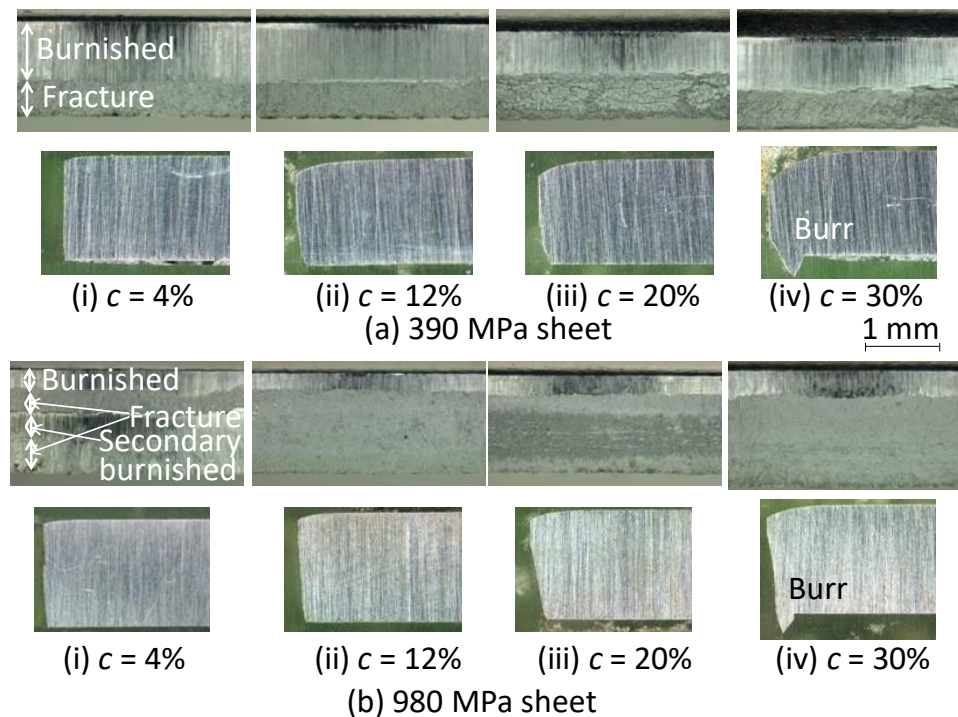 Burnished
Fracture
Burr
(i) c = 4%
(ii) c = 12%
(iii) c = 20%
(iv) c = 30%
(a) 390 MPa sheet
1 mm
Burnished
Fracture
Secondary
burnished
Burr
(i) c = 4%
(ii) c = 12%
(iii) c = 20%
(iv) c = 30%
(b) 980 MPa sheet